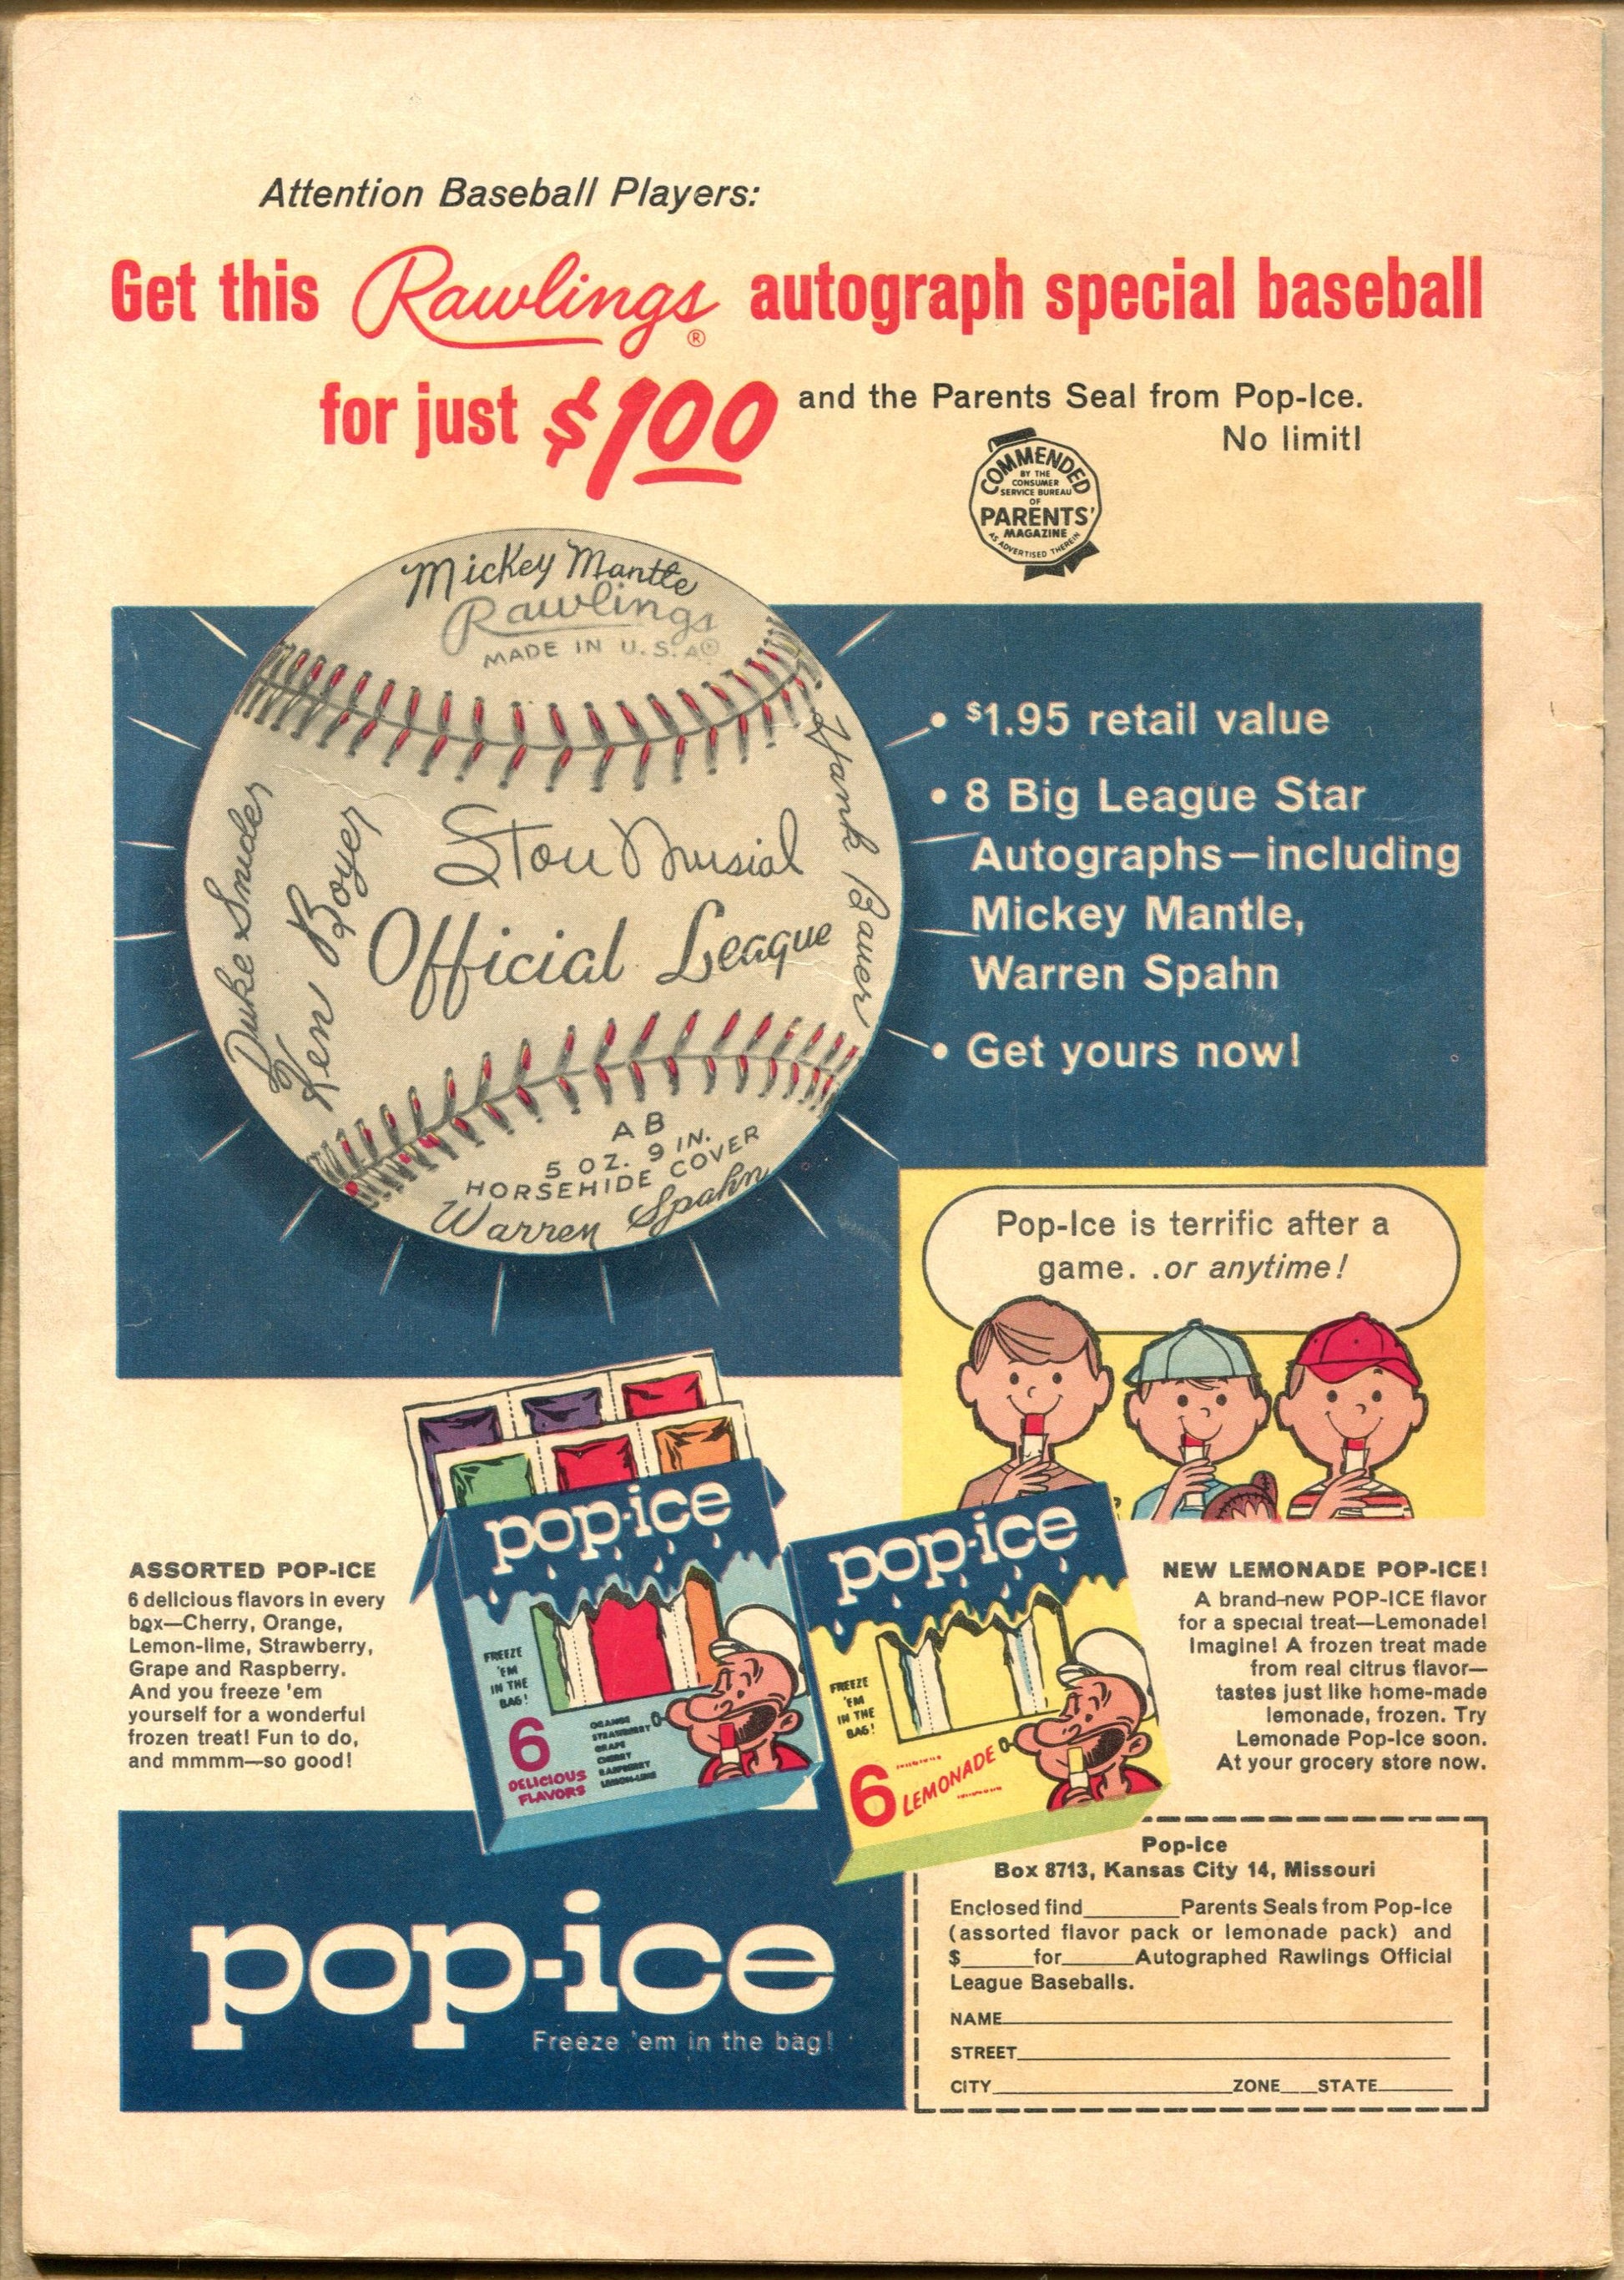 Attention Baseball Players:
Get this Rawlings® autograph special baseball
for just $1.00 and the Parents Seal from Pop-Ice.
No limit!
COMMENDED
BY THE
CONSUMER
SERVICE BUREAU
OF
PARENTS'
MAGAZINE
AS ADVERTISED THEREIN
Mickey Mantle
Rawlings
MADE IN U.S.A®
Duke Snider
Ken Boyer
Stan Musial
Official League
Hank Bauer
AB
5 OZ. 9 IN.
HORSEHIDE COVER
Warren Spahn
• $1.95 retail value
• 8 Big League Star
Autographs—including
Mickey Mantle,
Warren Spahn
• Get yours now!
Pop-Ice is terrific after a
game. .or anytime!
ASSORTED POP-ICE
6 delicious flavors in every
box—Cherry, Orange,
Lemon-lime, Strawberry,
Grape and Raspberry.
And you freeze 'em
yourself for a wonderful
frozen treat! Fun to do,
and mmmm—so good!
pop-ice
FREEZE
'EM
IN THE
BAG!
6
DELICIOUS
FLAVORS
ORANGE
STRAWBERRY
GRAPE
CHERRY
RASPBERRY
LEMON-LIME
pop-ice
FREEZE
'EM
IN THE
BAG!
6 LEMONADE
NEW LEMONADE POP-ICE!
A brand-new POP-ICE flavor
for a special treat—Lemonade!
Imagine! A frozen treat made
from real citrus flavor—
tastes just like home-made
lemonade, frozen. Try
Lemonade Pop-Ice soon.
At your grocery store now.
pop-ice
Freeze 'em in the bag!
Pop-Ice
Box 8713, Kansas City 14, Missouri
Enclosed find________Parents Seals from Pop-Ice
(assorted flavor pack or lemonade pack) and
$______for______Autographed Rawlings Official
League Baseballs.
NAME
STREET
CITY____ZONE___STATE____